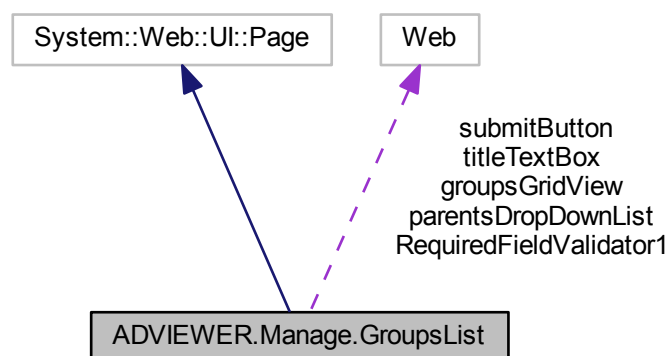 System::Web::UI::Page
Web
submitButton
titleTextBox
groupsGridView
parentsDropDownList
RequiredFieldValidator1
ADVIEWER.Manage.GroupsList